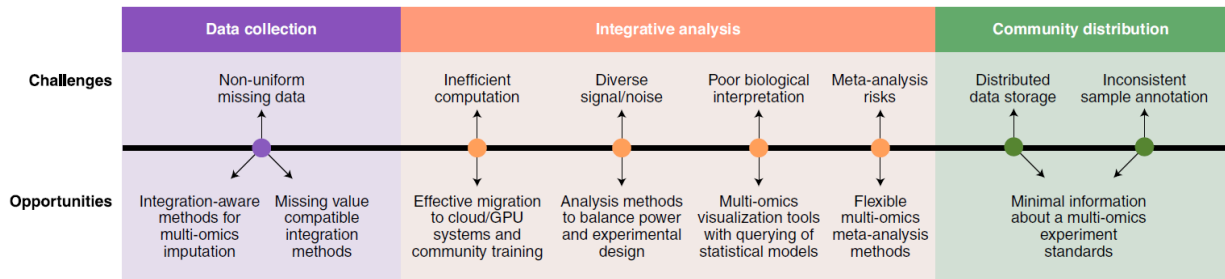 Data collection
Integrative analysis
Community distribution
Challenges
Non-uniform
missing data
Inefficient
computation
Diverse
signal/noise
Poor biological
interpretation
Meta-analysis
risks
Distributed
data storage
Inconsistent
sample annotation
Opportunities
Integration-aware
methods for
multi-omics
imputation
Missing value
compatible
integration
methods
Effective migration
to cloud/GPU
systems and
community training
Analysis methods
to balance power
and experimental
design
Multi-omics
visualization tools
with querying of
statistical models
Flexible
multi-omics
meta-analysis
methods
Minimal information
about a multi-omics
experiment
standards